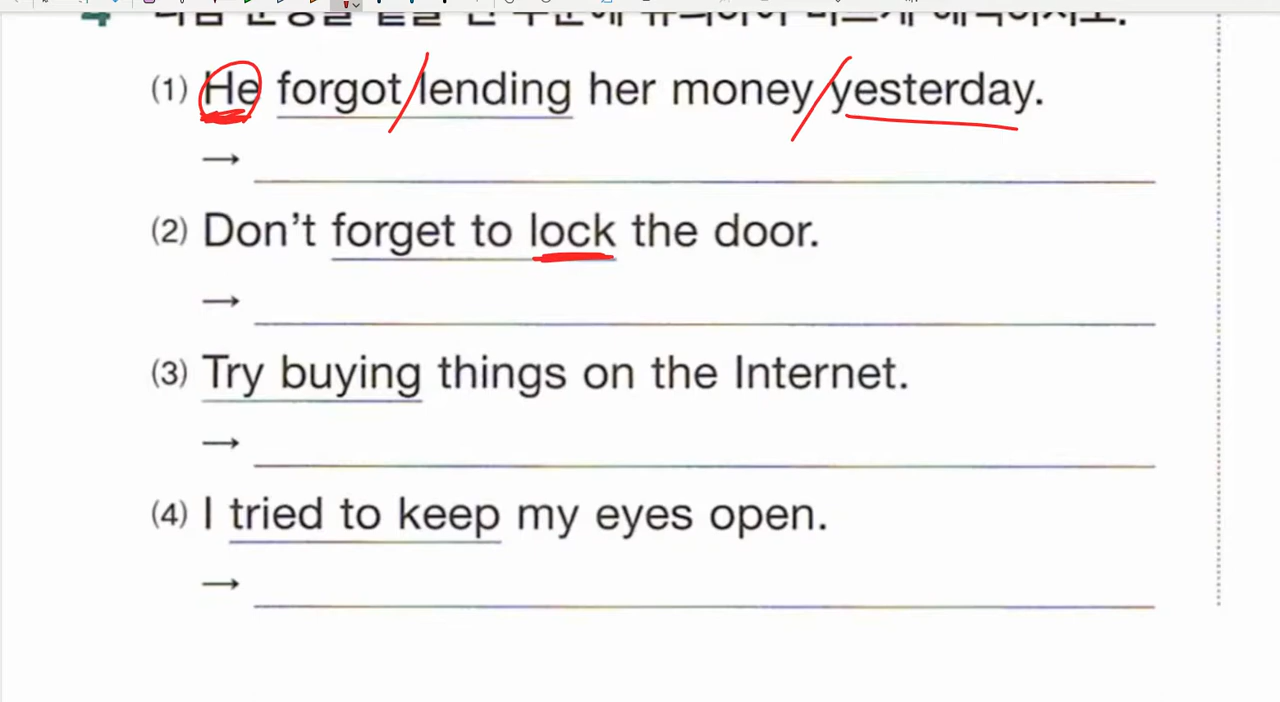 (1) He forgot lending her money yesterday.
→
(2) Don't forget to lock the door.
→
(3) Try buying things on the Internet.
→
(4) I tried to keep my eyes open.
→